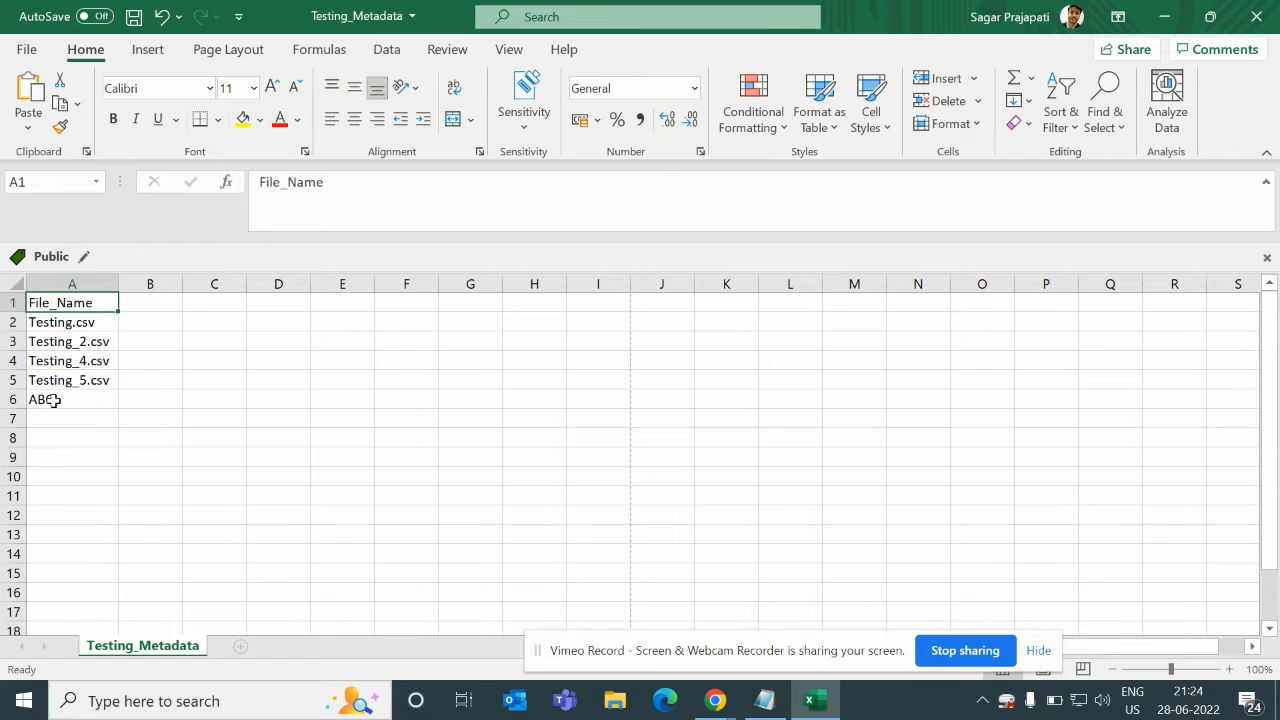 AutoSave Off Testing_Metadata Search Sagar Prajapati
File Home Insert Page Layout Formulas Data Review View Help Share Comments
Calibri 11 General Insert
Paste Sensitivity Conditional Formatting Format as Table Cell Styles Delete Sort & Filter Find & Select Analyze Data
Format
Clipboard Font Alignment Sensitivity Number Styles Cells Editing Analysis
A1 fx File_Name
Public
A B C D E F G H I J K L M N O P Q R S
1 File_Name
2 Testing.csv
3 Testing_2.csv
4 Testing_4.csv
5 Testing_5.csv
6
7
8
9
10
11
12
13
14
15
16
17
18
Testing_Metadata
Vimeo Record - Screen & Webcam Recorder is sharing your screen. Stop sharing Hide
Ready 100%
Type here to search
ENG 21:24
US 28-06-2022 24